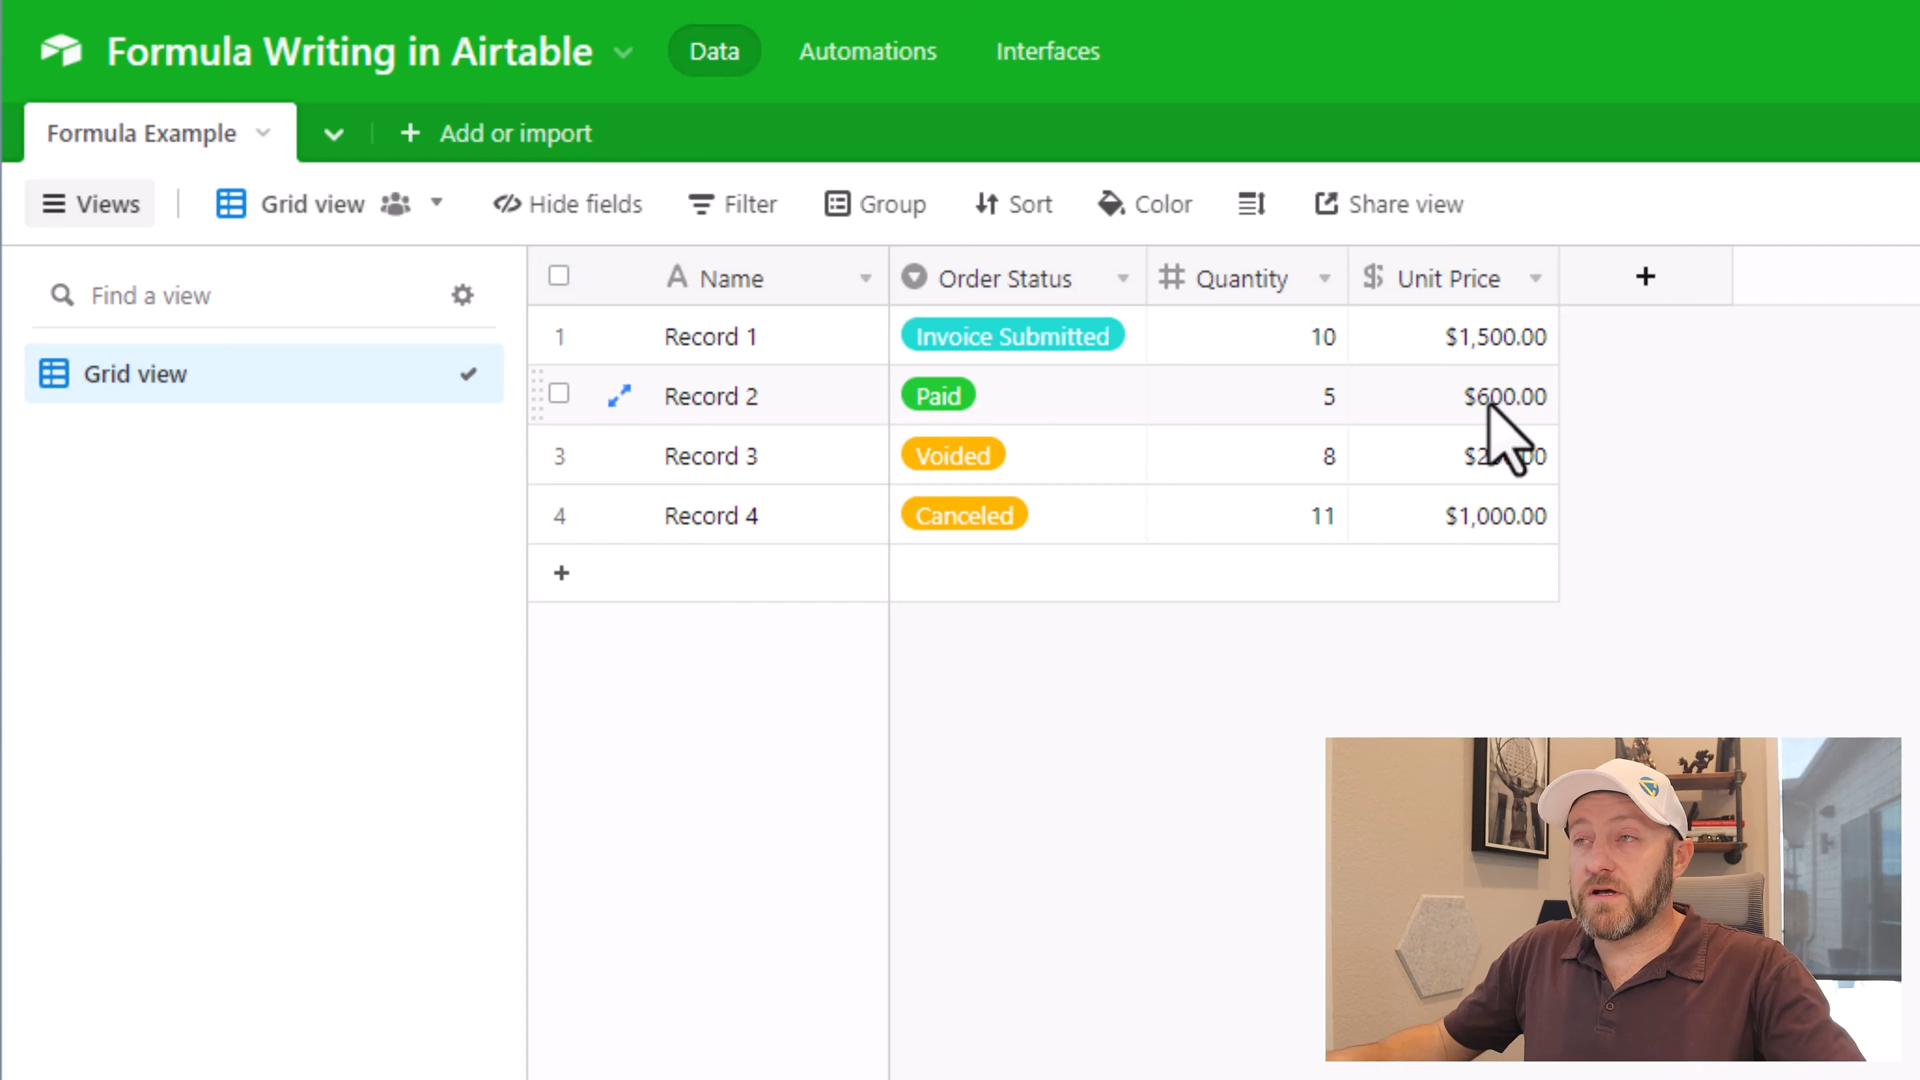 Formula Writing in Airtable
Data
Automations
Interfaces
Formula Example
+ Add or import
Views
Grid view
Hide fields
Filter
Group
Sort
Color
Share view
Find a view
Grid view
Name Order Status Quantity Unit Price +
1 Record 1 Invoice Submitted 10 $1,500.00
Record 2 Paid 5 $600.00
3 Record 3 Voided 8
4 Record 4 Canceled 11 $1,000.00
+